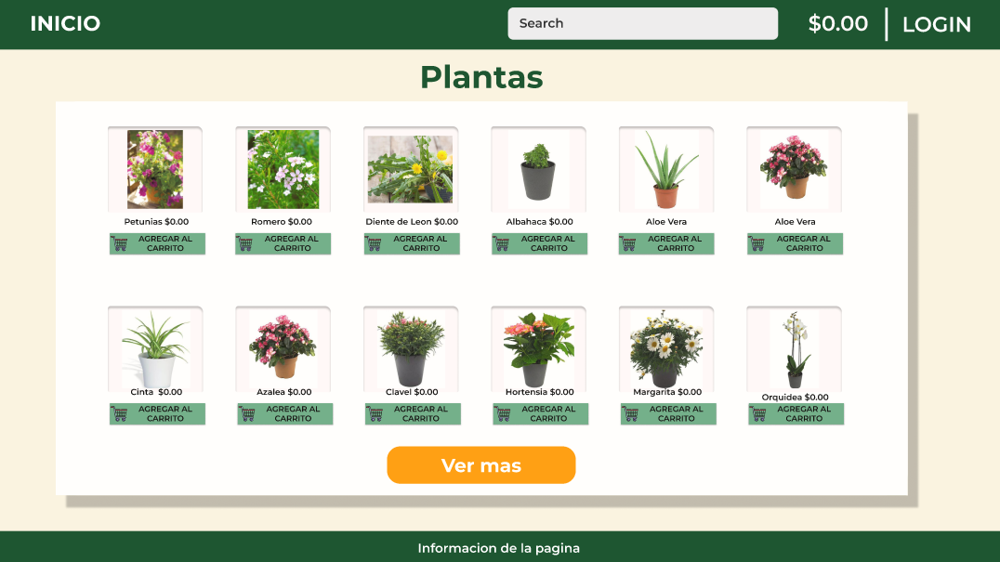 INICIO
Search
$0.00
LOGIN
Plantas
Petunias $0.00
Romero $0.00
Diente de Leon $0.00
Albahaca $0.00
Aloe Vera
Aloe Vera
AGREGAR AL
CARRITO
AGREGAR AL
CARRITO
AGREGAR AL
CARRITO
AGREGAR AL
CARRITO
AGREGAR AL
CARRITO
AGREGAR AL
CARRITO
Cinta $0.00
Azalea $0.00
Clavel $0.00
Hortensia $0.00
Margarita $0.00
Orquidea $0.00
AGREGAR AL
CARRITO
AGREGAR AL
CARRITO
AGREGAR AL
CARRITO
AGREGAR AL
CARRITO
AGREGAR AL
CARRITO
AGREGAR AL
CARRITO
Ver mas
Informacion de la pagina